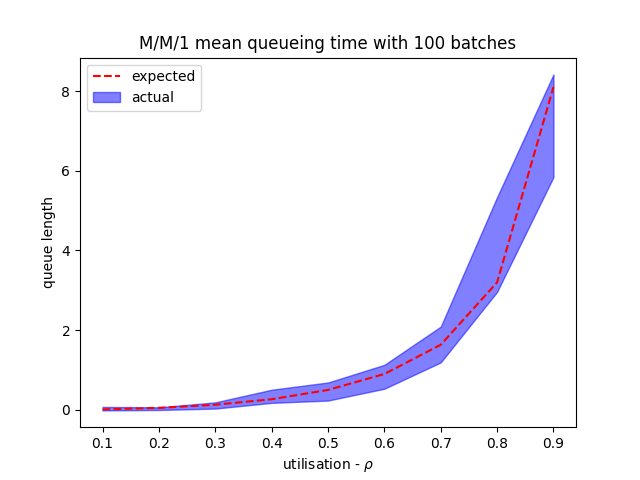 M/M/1 mean queueing time with 100 batches
expected
actual
queue length
8
6
4
2
0
0.1 0.2 0.3 0.4 0.5 0.6 0.7 0.8 0.9
utilisation - ρ